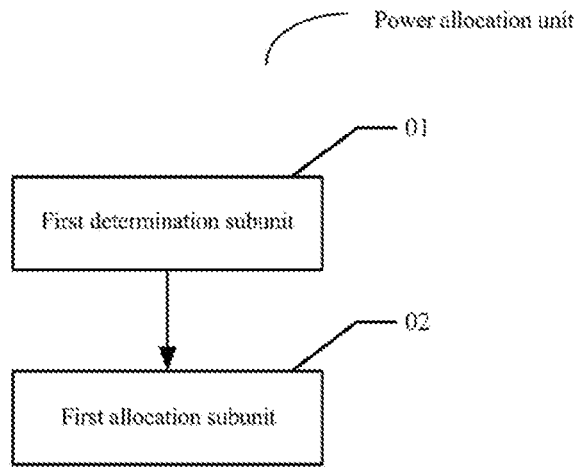 Power allocation unit
01
First determination subunit
02
First allocation subunit